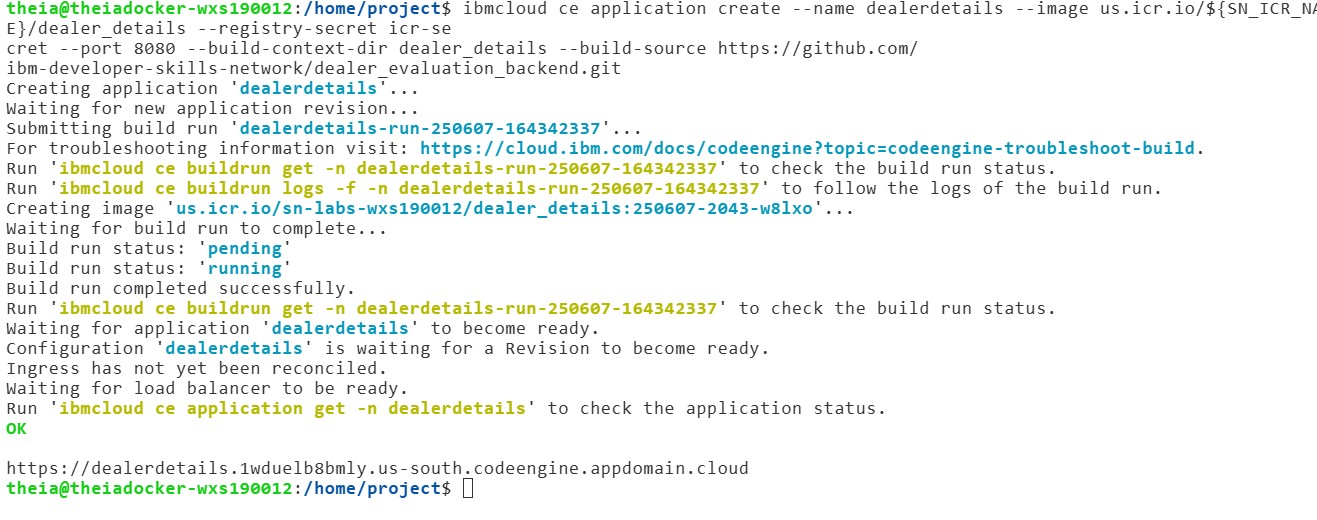 theia@theiadocker-wxs190012:/home/project$ ibmcloud ce application create --name dealerdetails --image us.icr.io/${SN_ICR_NA
E}/dealer_details --registry-secret icr-se
cret --port 8080 --build-context-dir dealer_details --build-source https://github.com/
ibm-developer-skills-network/dealer_evaluation_backend.git
Creating application 'dealerdetails'...
Waiting for new application revision...
Submitting build run 'dealerdetails-run-250607-164342337'...
For troubleshooting information visit: https://cloud.ibm.com/docs/codeengine?topic=codeengine-troubleshoot-build.
Run 'ibmcloud ce buildrun get -n dealerdetails-run-250607-164342337' to check the build run status.
Run 'ibmcloud ce buildrun logs -f -n dealerdetails-run-250607-164342337' to follow the logs of the build run.
Creating image 'us.icr.io/sn-labs-wxs190012/dealer_details:250607-2043-w8lxo'...
Waiting for build run to complete...
Build run status: 'pending'
Build run status: 'running'
Build run completed successfully.
Run 'ibmcloud ce buildrun get -n dealerdetails-run-250607-164342337' to check the build run status.
Waiting for application 'dealerdetails' to become ready.
Configuration 'dealerdetails' is waiting for a Revision to become ready.
Ingress has not yet been reconciled.
Waiting for load balancer to be ready.
Run 'ibmcloud ce application get -n dealerdetails' to check the application status.
OK
https://dealerdetails.1wduelb8bmly.us-south.codeengine.appdomain.cloud
theia@theiadocker-wxs190012:/home/project$